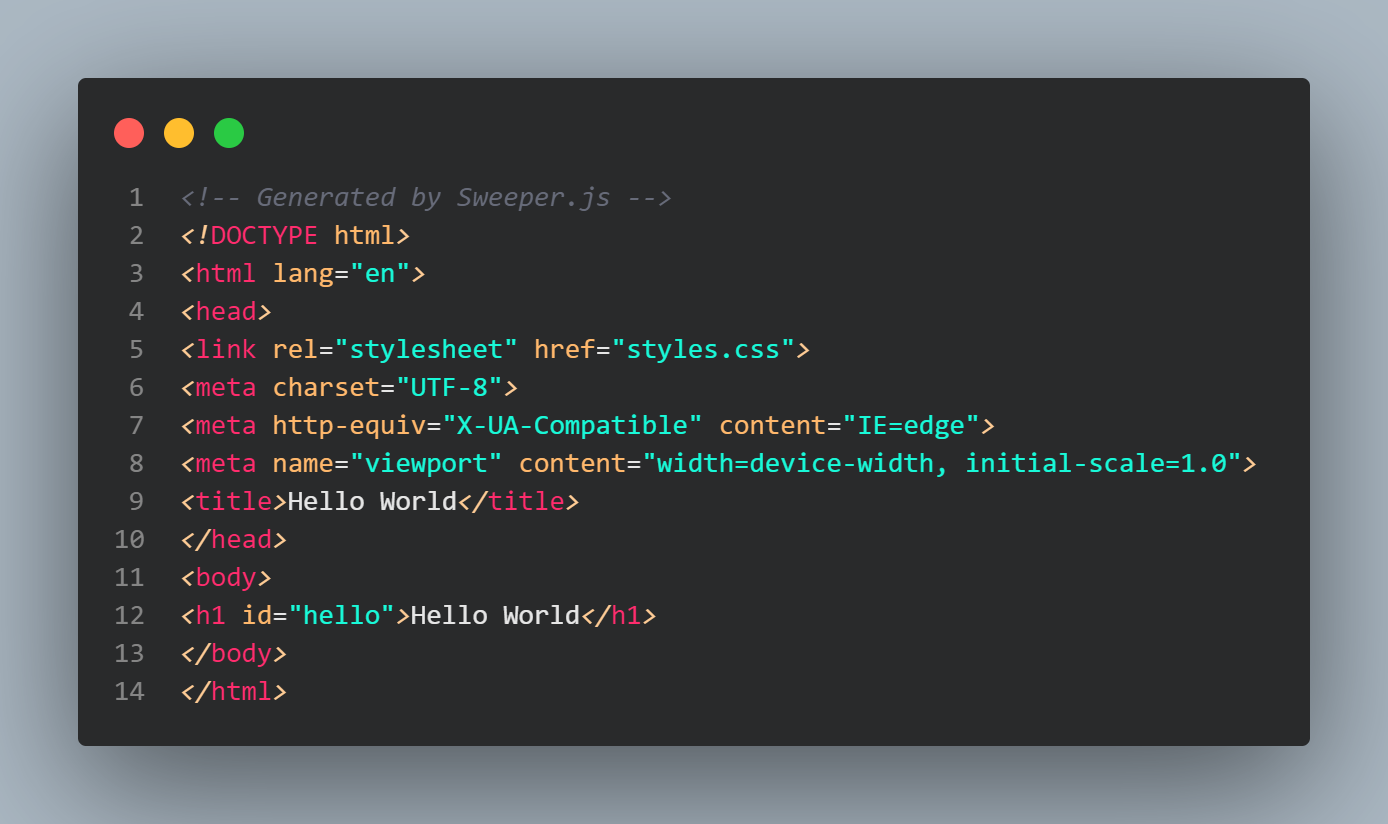 1 <!-- Generated by Sweeper.js -->
2 <!DOCTYPE html>
3 <html lang="en">
4 <head>
5 <link rel="stylesheet" href="styles.css">
6 <meta charset="UTF-8">
7 <meta http-equiv="X-UA-Compatible" content="IE=edge">
8 <meta name="viewport" content="width=device-width, initial-scale=1.0">
9 <title>Hello World</title>
10 </head>
11 <body>
12 <h1 id="hello">Hello World</h1>
13 </body>
14 </html>